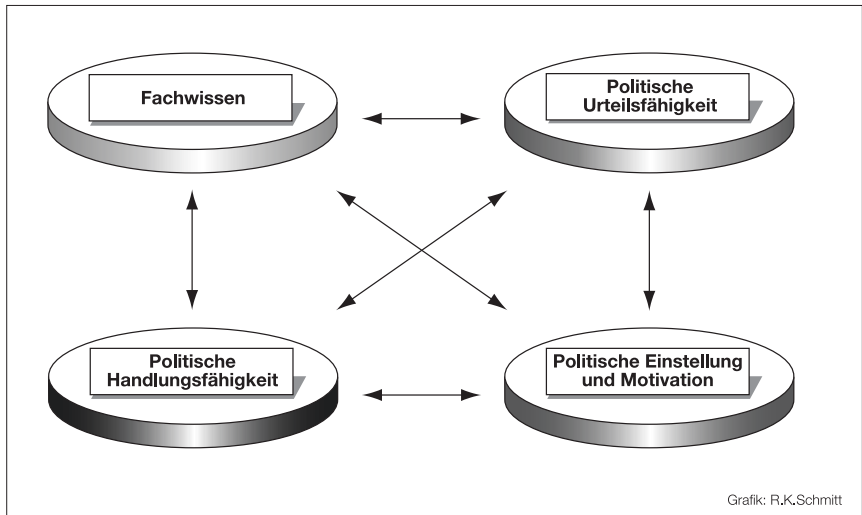 Fachwissen
Politische
Urteilsfähigkeit
Politische
Handlungsfähigkeit
Politische Einstellung
und Motivation
Grafik: R.K.Schmitt